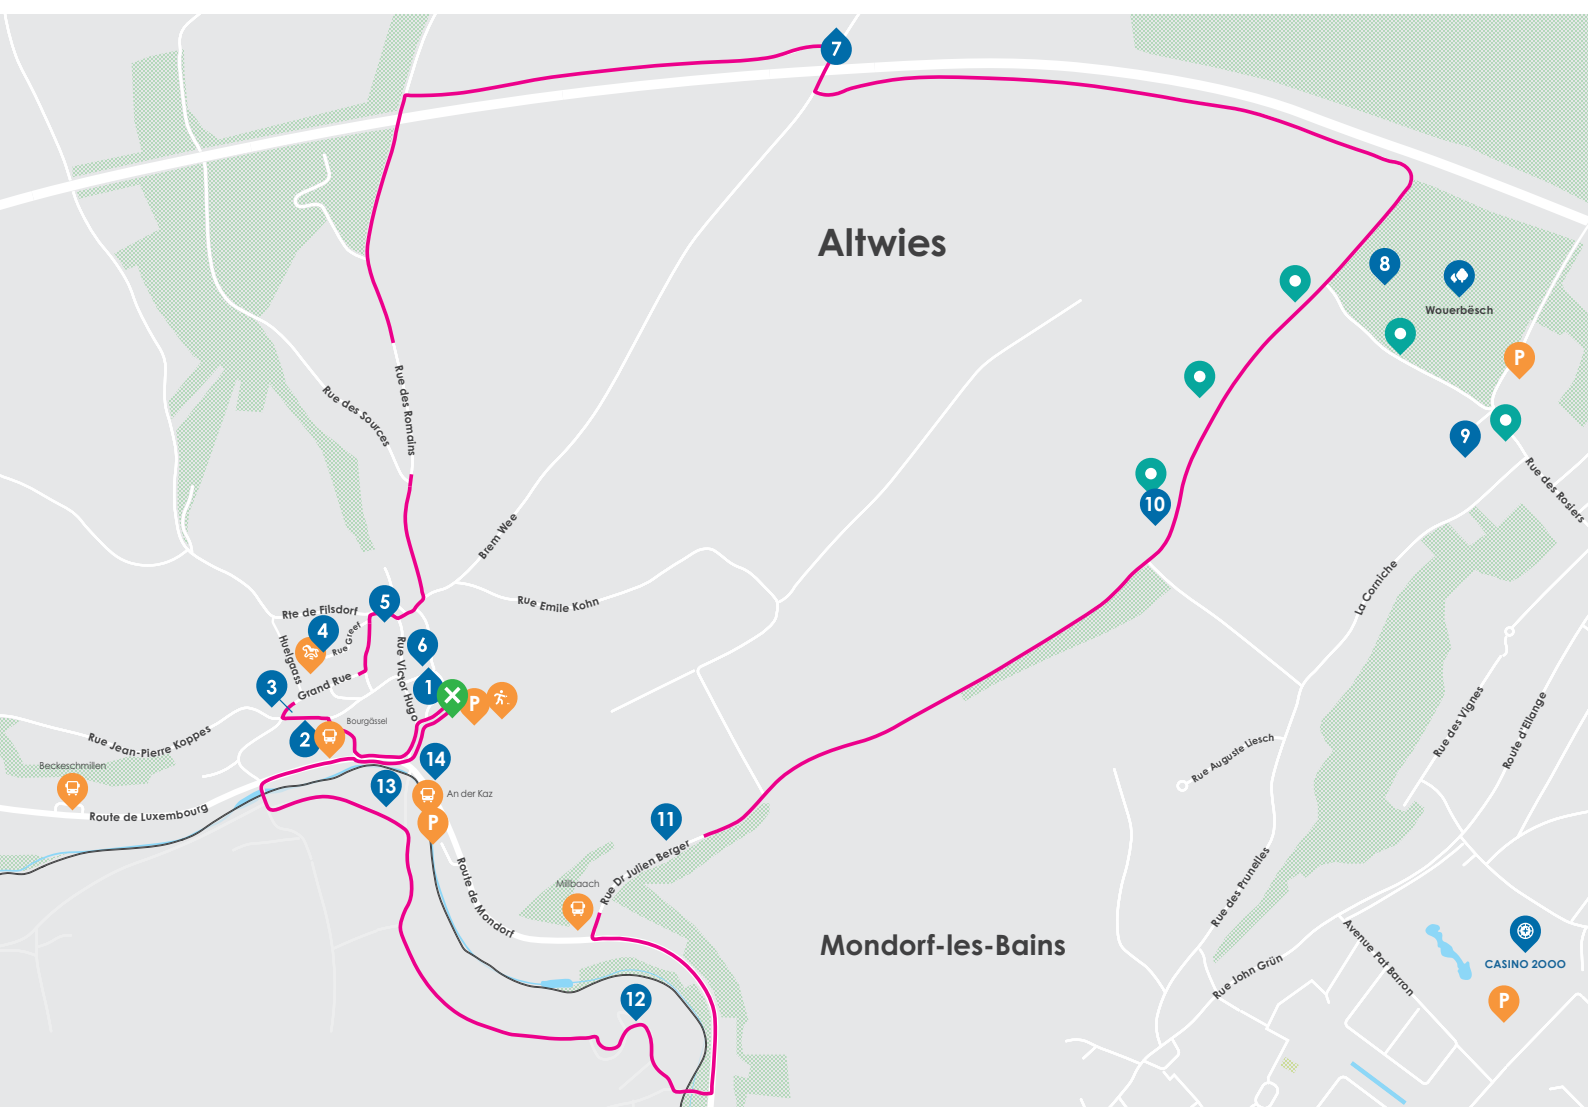 7
Altwies
8
Wouerbësch
P
Rue des Romains
Rue des Sources
9
Rue des Rosiers
10
Brem Wee
La Corniche
Rte de Filsdorf
5
Rue Emile Kohn
4
Rue Greef
Huelgaass
6
Rue Victor Hugo
3
Grand Rue
1
P
Bourgässel
2
Rue Jean-Pierre Koppes
Rue des Vignes
Route d'Ellange
Rue Auguste Liesch
14
Beckeschmillen
13
An der Kaz
Route de Luxembourg
P
11
Rue Dr Julien Berger
Route de Mondorf
Millbaach
Rue des Prunelles
Mondorf-les-Bains
Avenue Pat Barron
CASINO 2OOO
Rue John Grün
12
P